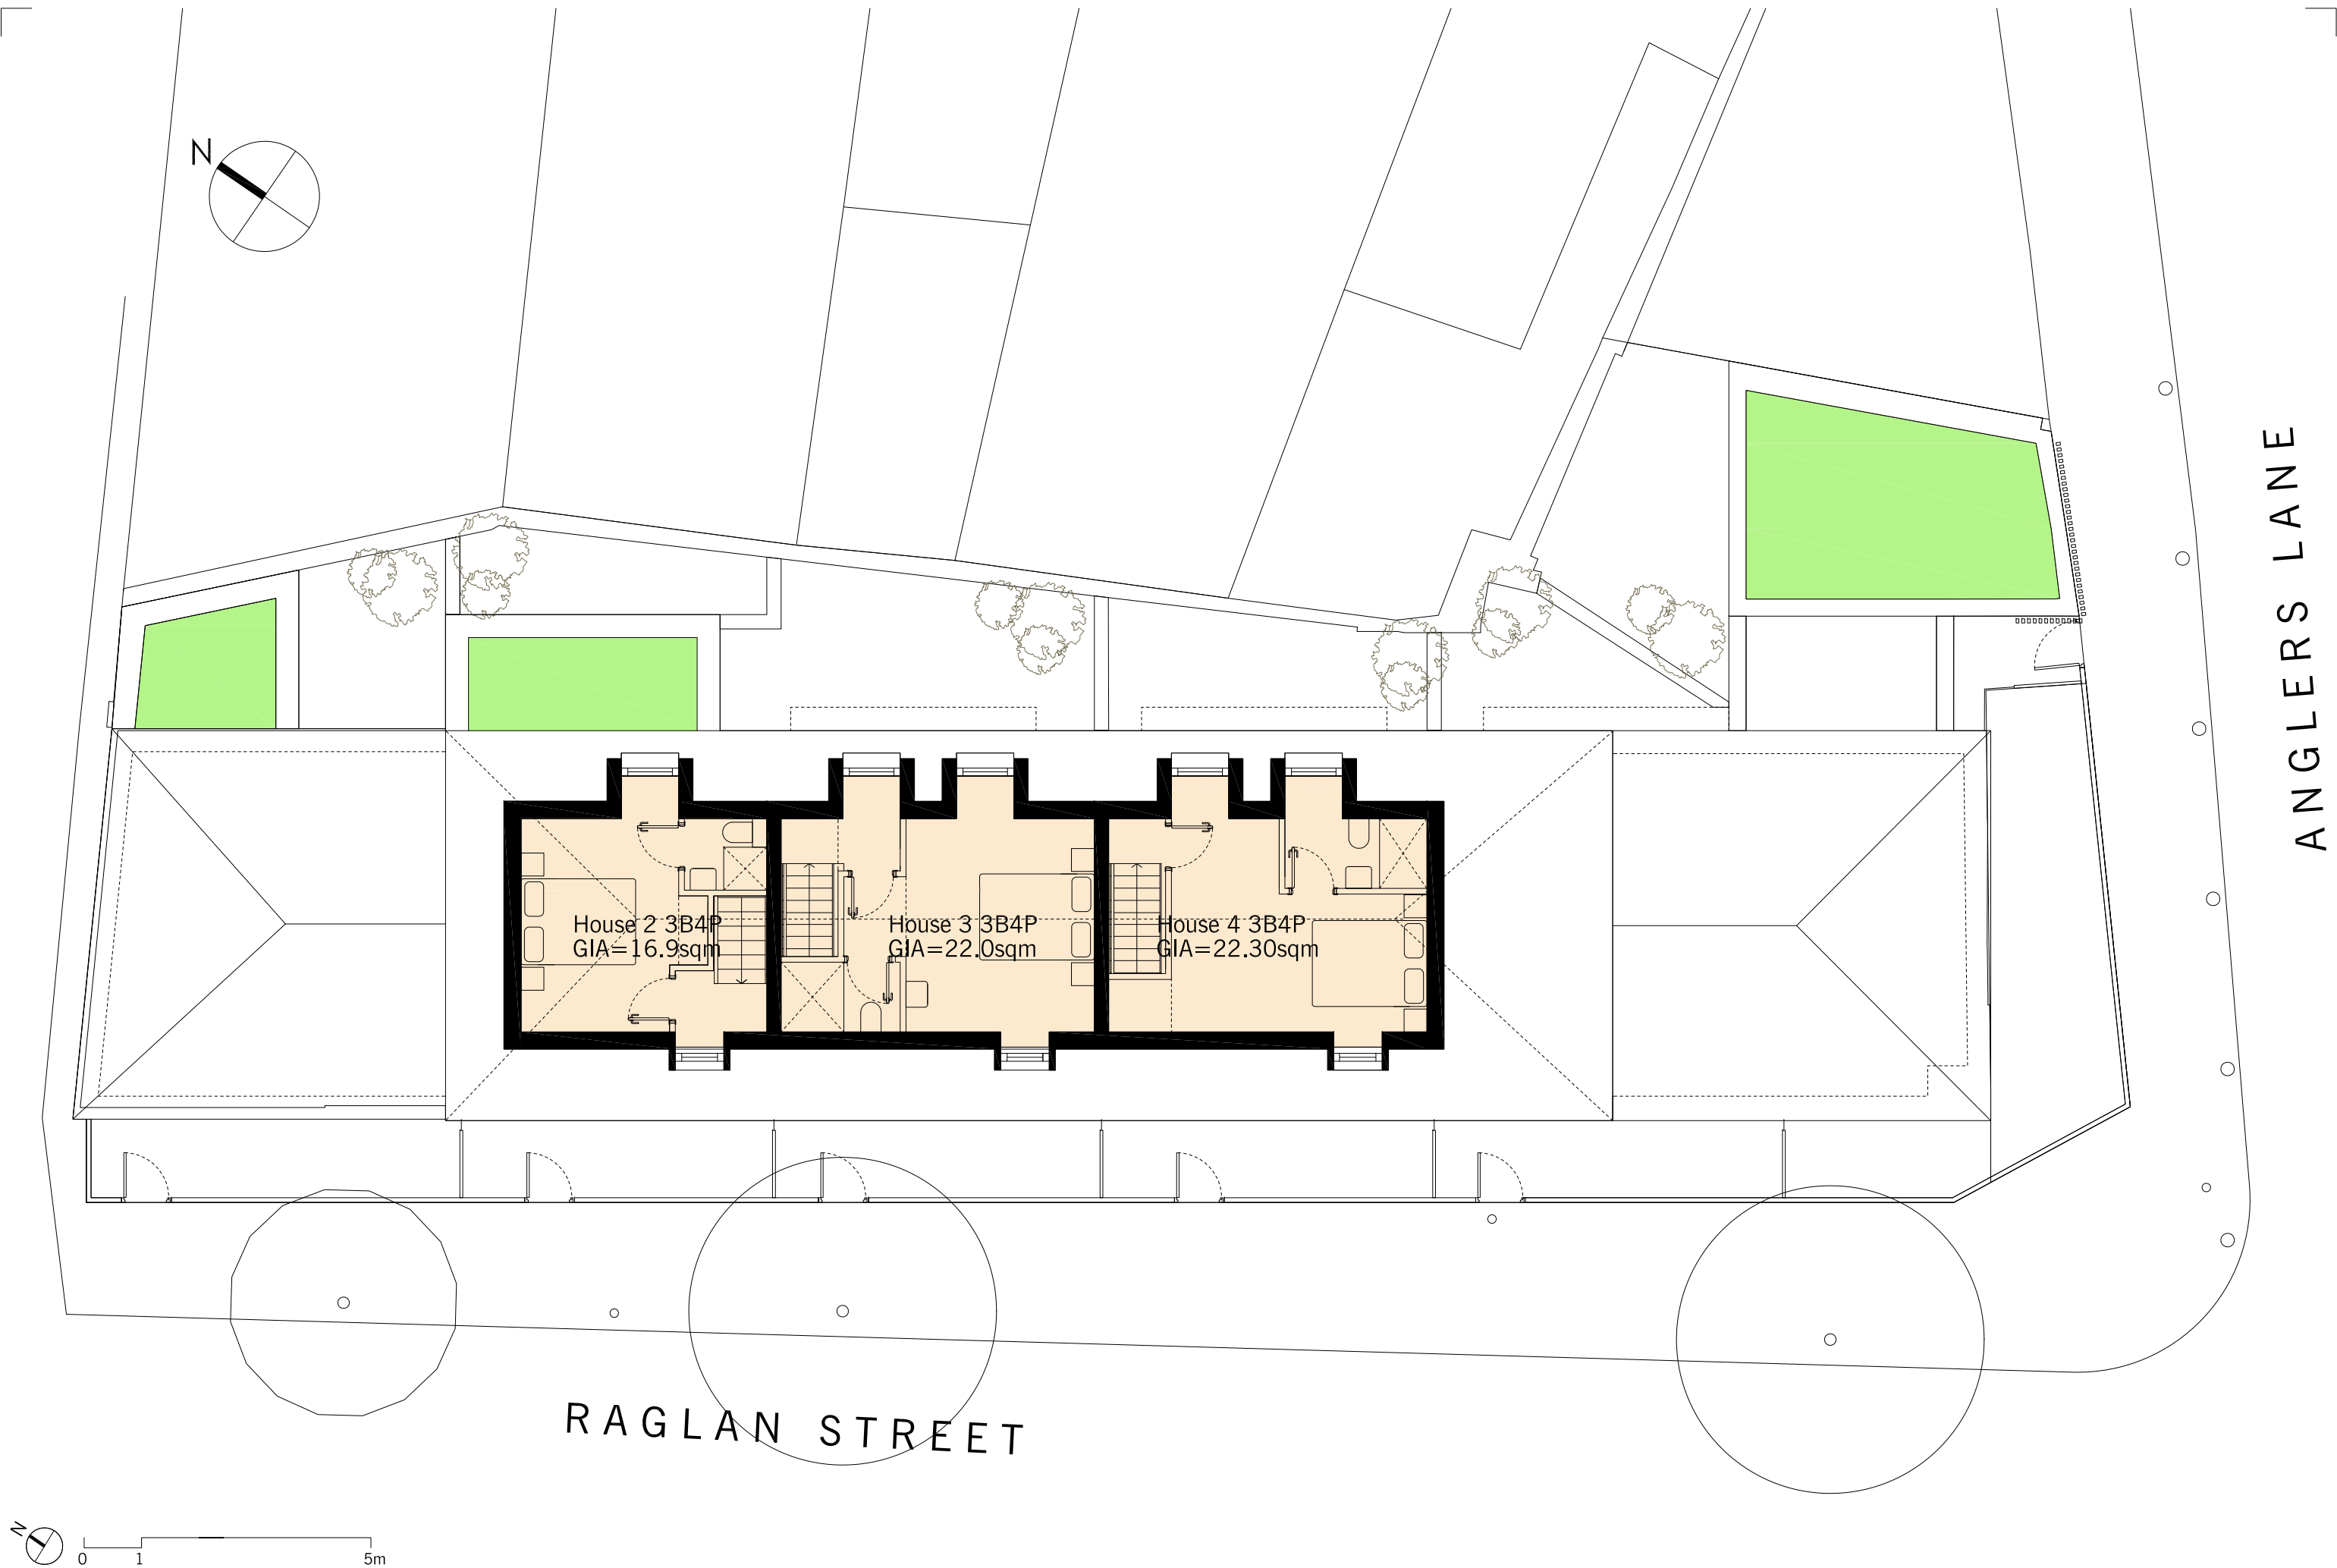 N
ANGLERS LANE
House 2 3B4P
GIA=16.9sqm
House 3 3B4P
GIA=22.0sqm
House 4 3B4P
GIA=22.30sqm
RAGLAN STREET
N
0 1 5m